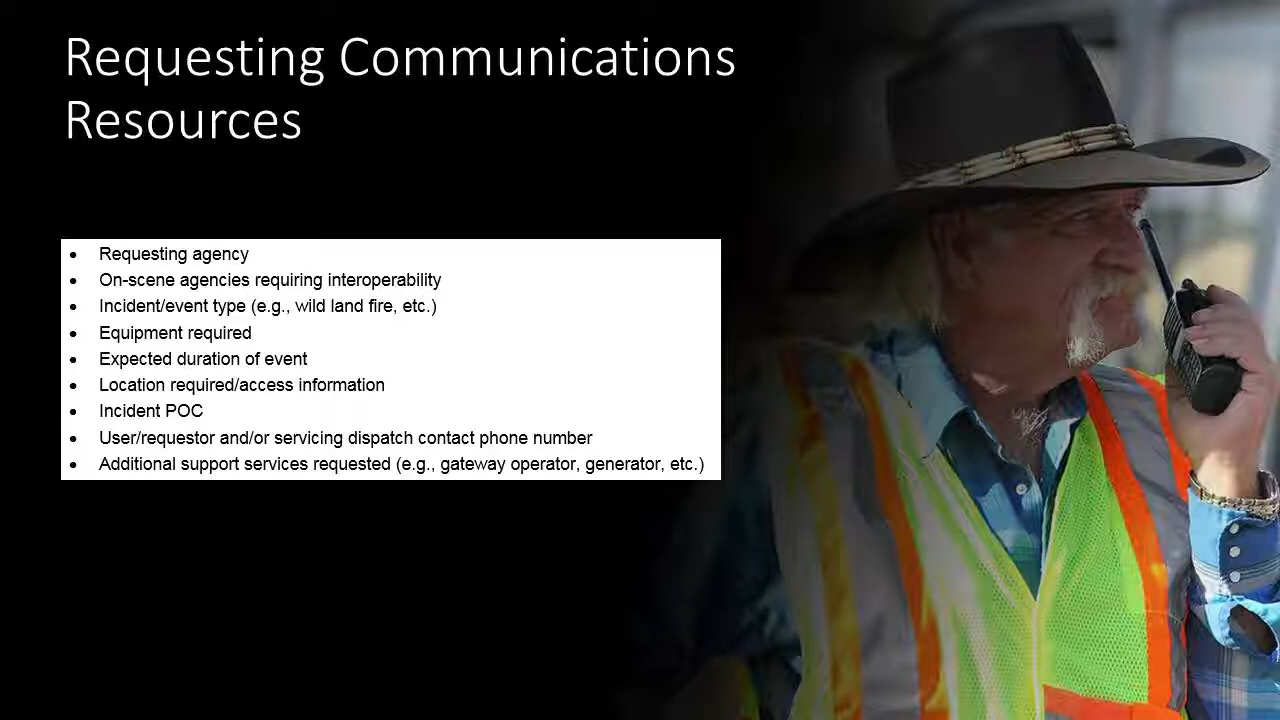 Requesting Communications
Resources
• Requesting agency
• On-scene agencies requiring interoperability
• Incident/event type (e.g., wild land fire, etc.)
• Equipment required
• Expected duration of event
• Location required/access information
• Incident POC
• User/requestor and/or servicing dispatch contact phone number
• Additional support services requested (e.g., gateway operator, generator, etc.)